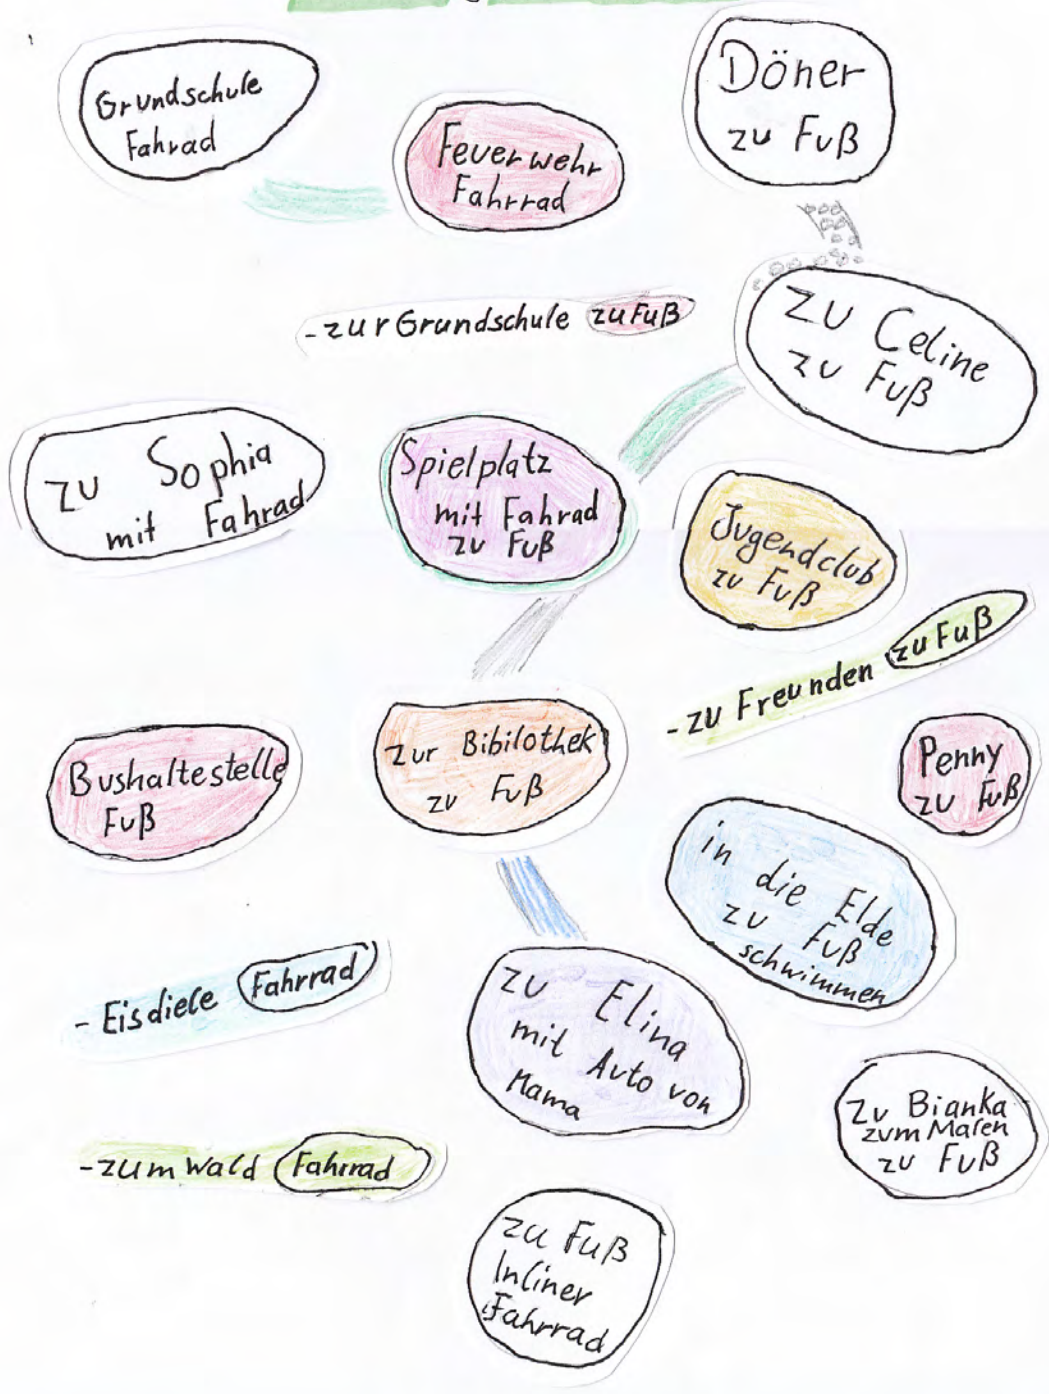 Grundschule
Fahrad
Feuerwehr
Fahrrad
Döner
zu Fuß
- zur Grundschule zu Fuß
zu Celine
zu Fuß
zu Sophia
mit Fahrad
Spielplatz
mit Fahrad
zu Fuß
Jugendclub
zu Fuß
- zu Freunden zu Fuß
Bushaltestelle
Fuß
zur Bibilothek
zu Fuß
Penny
zu Fuß
in die Elde
zu Fuß
schwimmen
- Eisdiele Fahrrad
zu Elina
mit Auto von
Mama
zu Bianka
zum Malen
zu Fuß
- zum Wald Fahrrad
zu Fuß
Inliner
Fahrrad